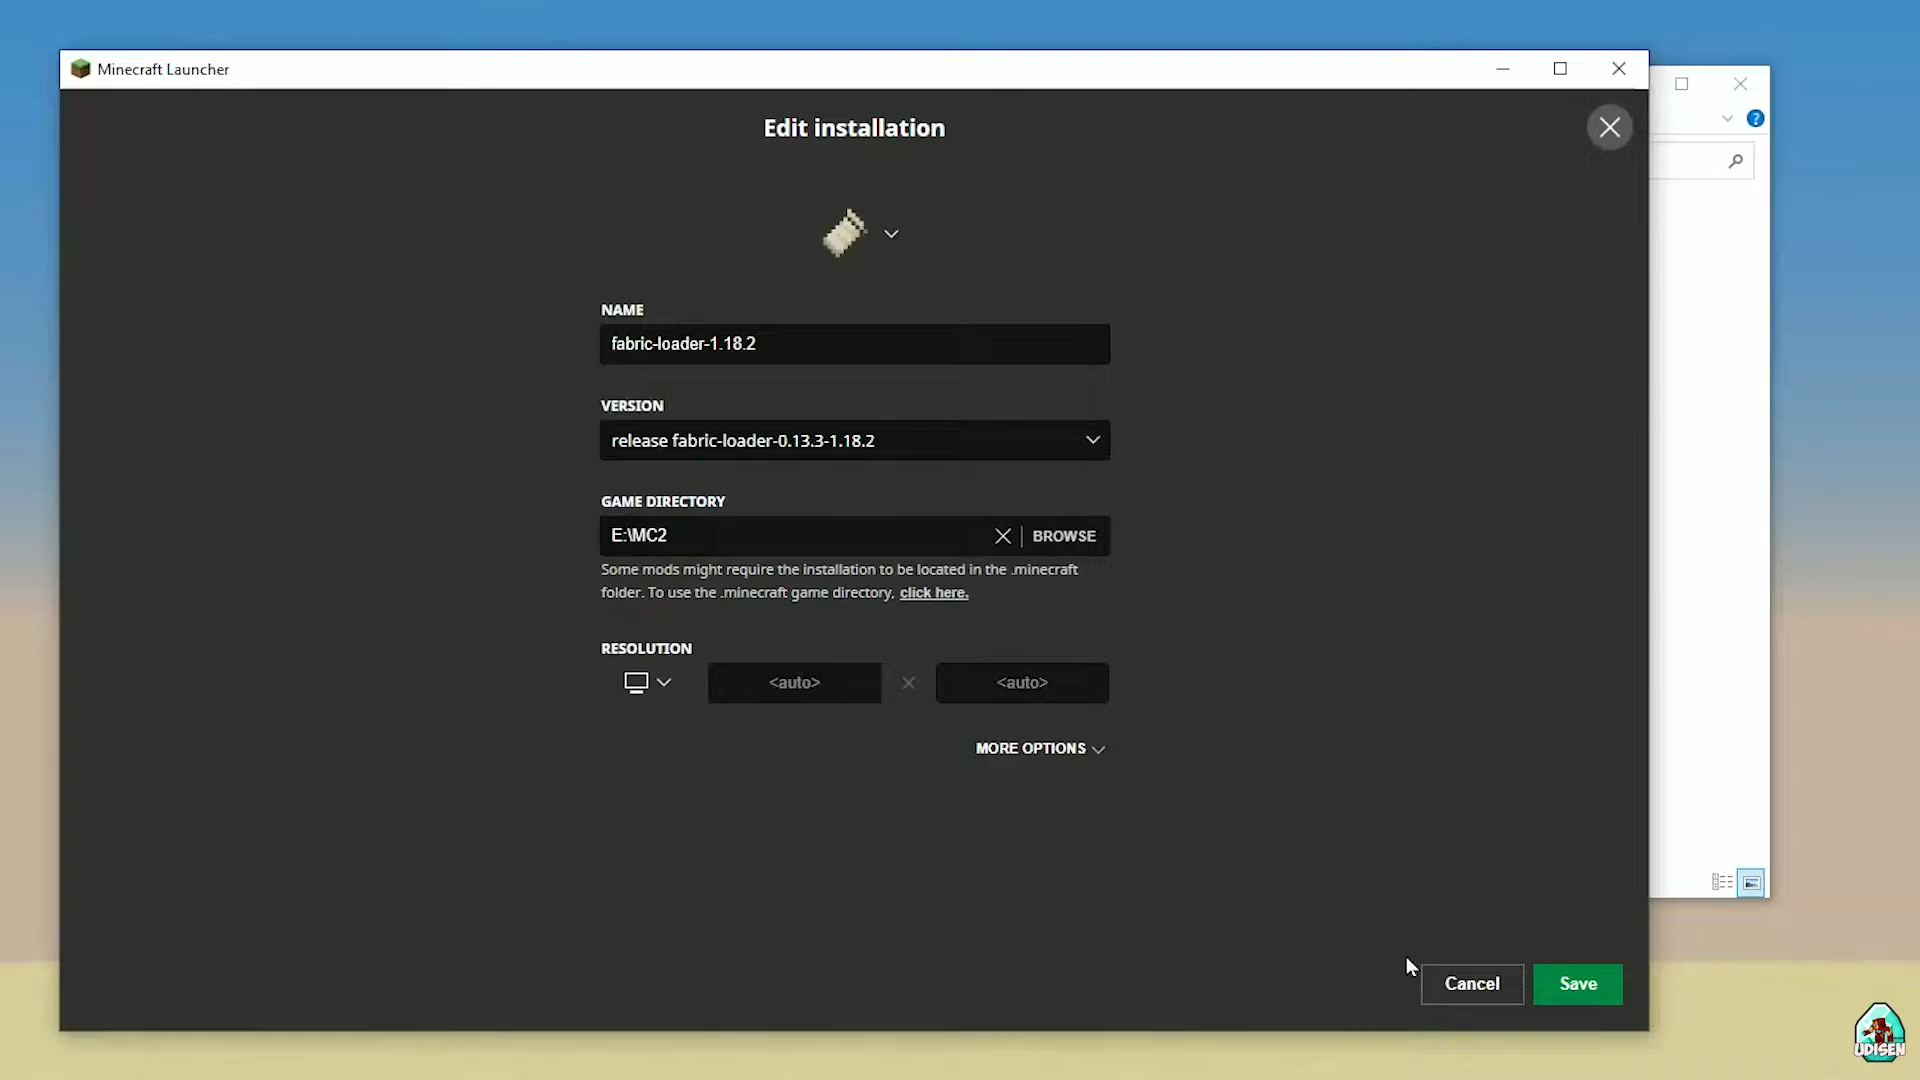 Minecraft Launcher
Edit installation
NAME
fabric-loader-1.18.2
VERSION
release fabric-loader-0.13.3-1.18.2
GAME DIRECTORY
E:\MC2
BROWSE
Some mods might require the installation to be located in the .minecraft
folder. To use the .minecraft game directory, click here.
RESOLUTION
<auto>
<auto>
MORE OPTIONS
Cancel
Save
UDISEN